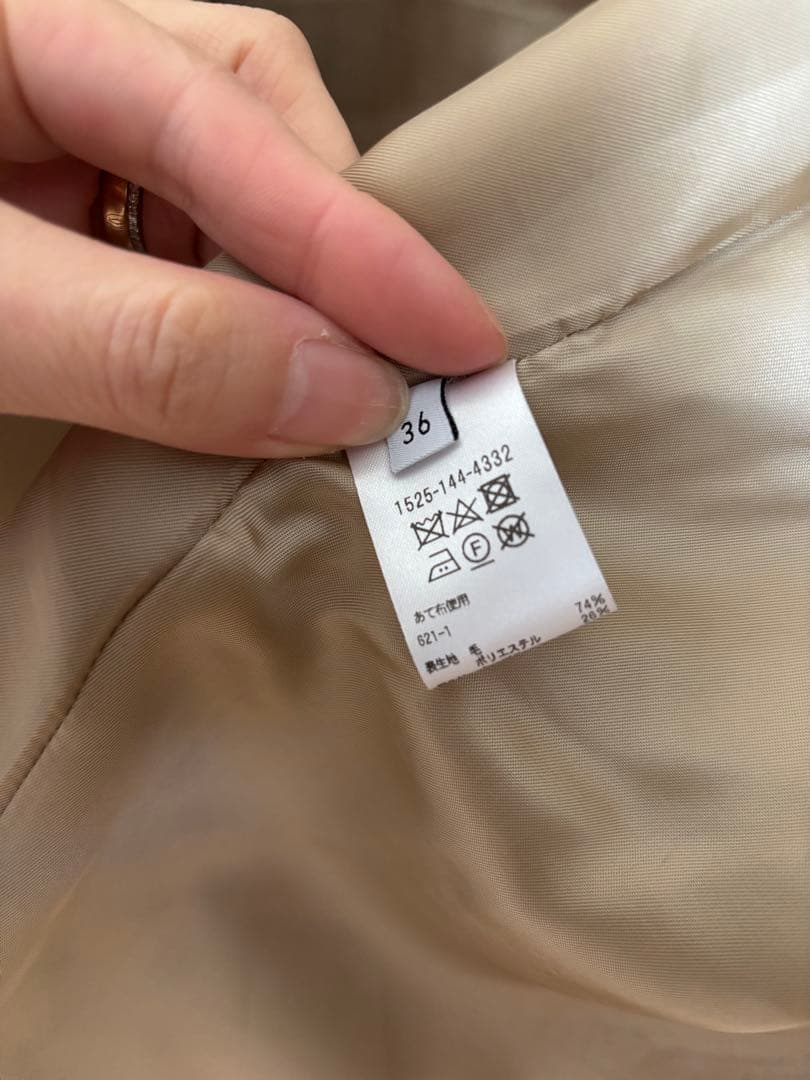 36
1525-144-4332
F
W
あて布使用
621-1
表生地 毛 74%
ポリエステル 26%